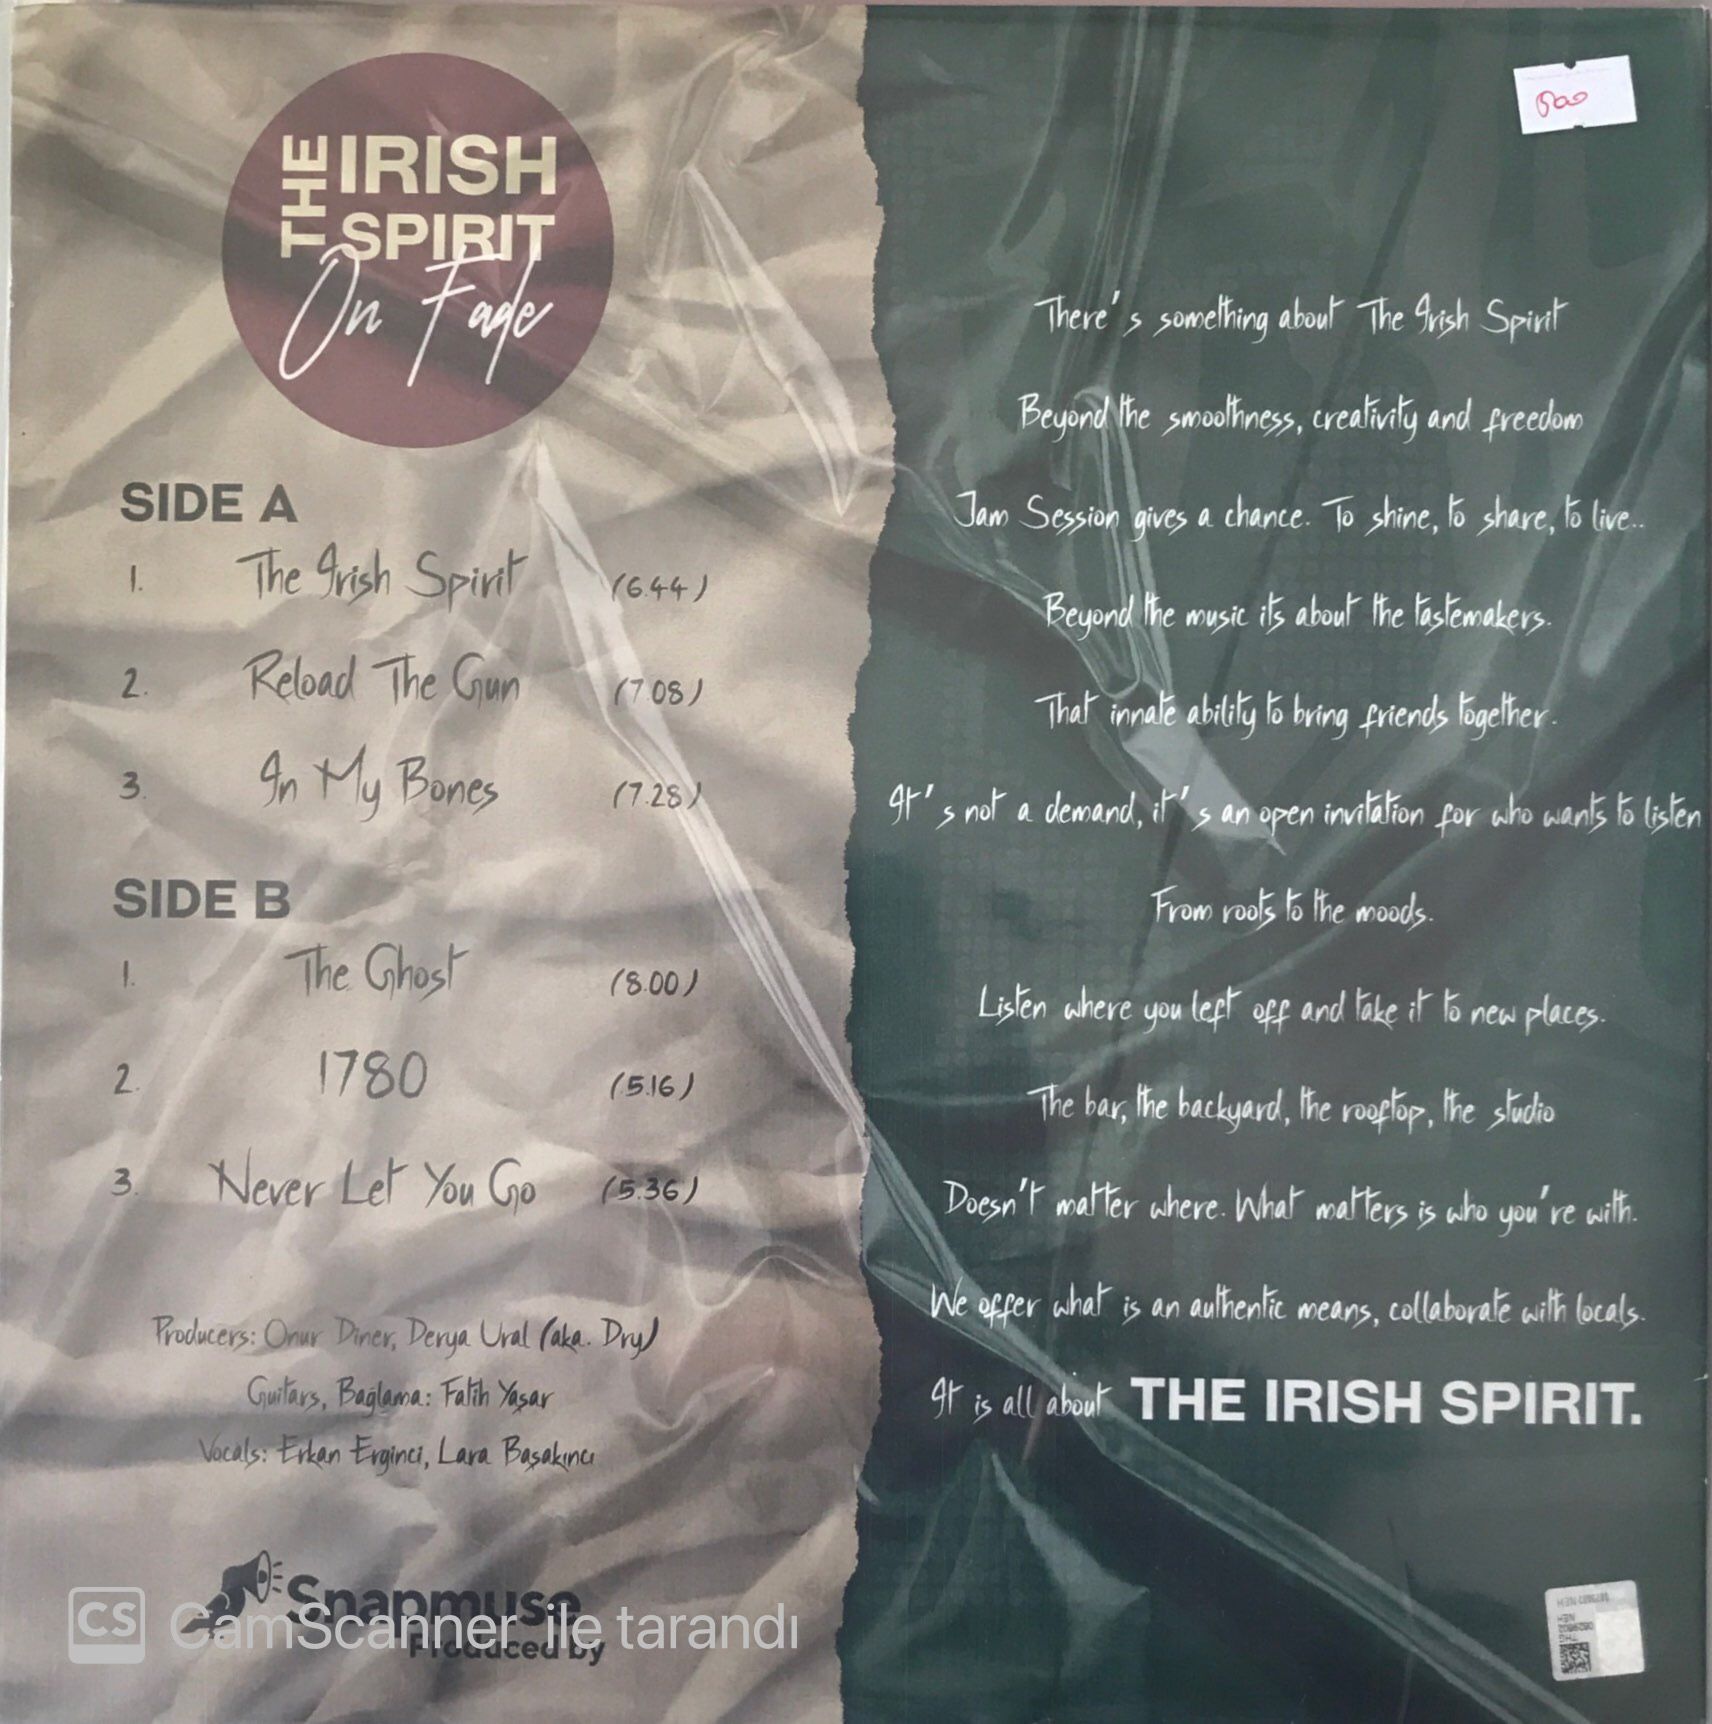 THE IRISH
SPIRIT
On Fade
SIDE A
1. The Irish Spirit (6.44)
2. Reload The Gun (7.08)
3. In My Bones (7.28)
SIDE B
1. The Ghost (8.00)
2. 1780 (5.16)
3. Never Let You Go (5.36)
Producers: Onur Diner, Derya Ural (aka. Dry)
Guitars, Bağlama: Fatih Yaşar
Vocals: Erkan Erginci, Lara Başakıncı
Snapmuse
Produced by
CS CamScanner ile tarandı
There's something about The Irish Spirit
Beyond the smoothness, creativity and freedom
Jam Session gives a chance. To shine, to share, to live..
Beyond the music its about the tastemakers.
That innate ability to bring friends together.
It's not a demand, it's an open invitation for who wants to listen
From roots to the moods.
Listen where you left off and take it to new places.
The bar, the backyard, the rooftop, the studio
Doesn't matter where. What matters is who you're with.
We offer what is an authentic means, collaborate with locals.
It is all about THE IRISH SPIRIT.